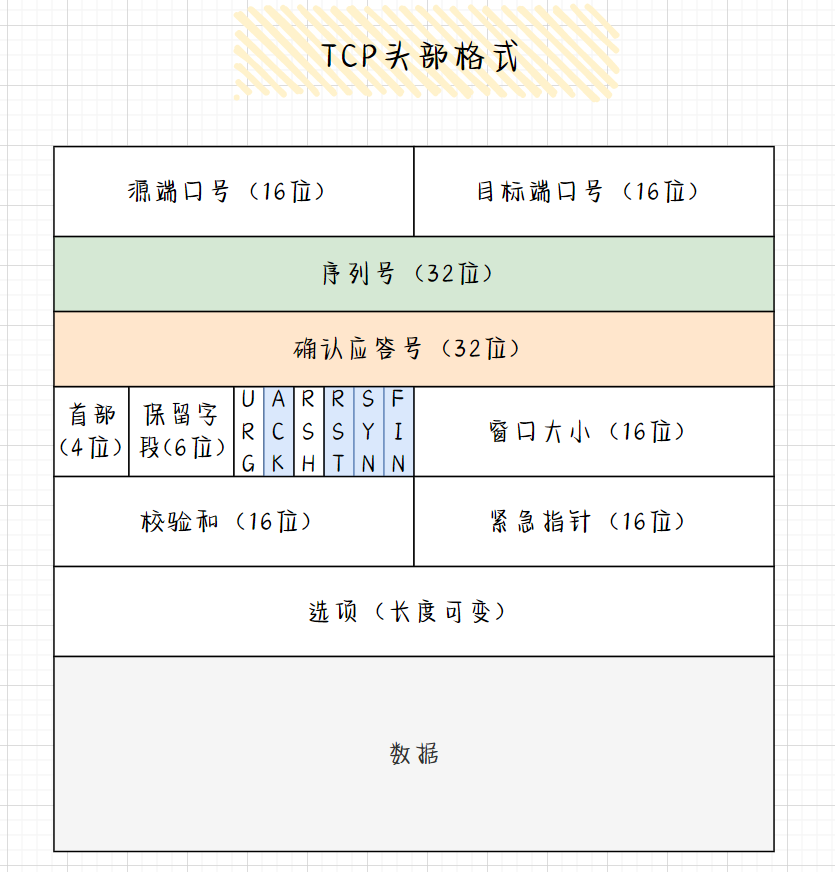 TCP头部格式
源端口号（16位）
目标端口号（16位）
序列号（32位）
确认应答号（32位）
首部
（4位）
保留字
段（6位）
URG
ACK
RSH
RST
SYN
FIN
窗口大小（16位）
校验和（16位）
紧急指针（16位）
选项（长度可变）
数据